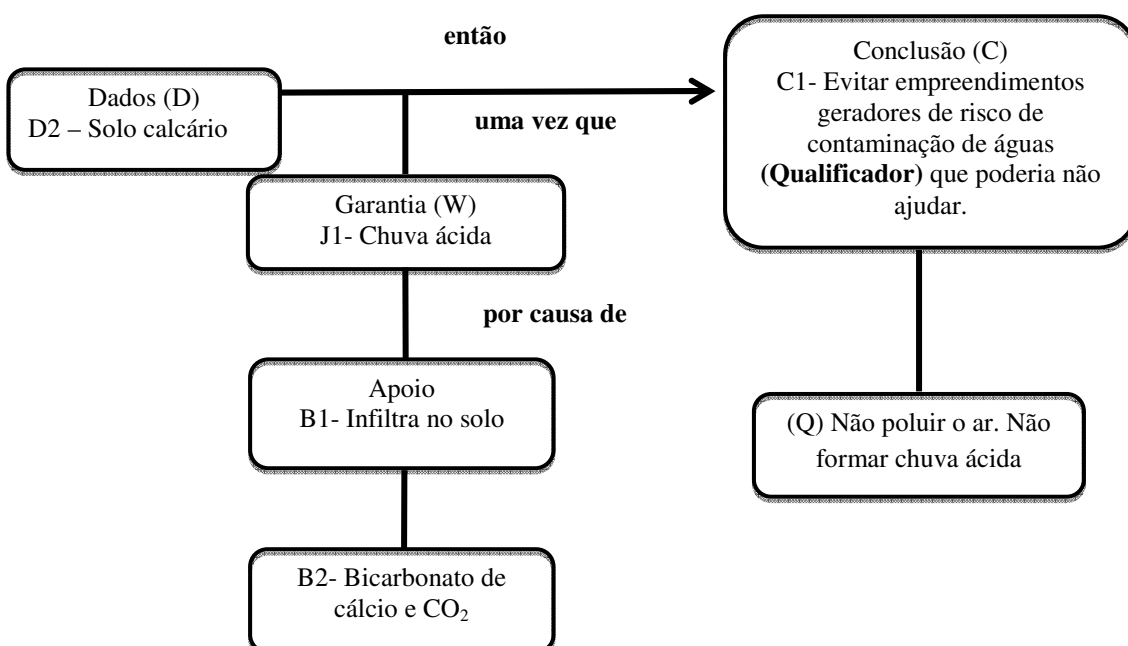 então
Conclusão (C)
C1- Evitar empreendimentos
geradores de risco de
contaminação de águas
(Qualificador) que poderia não
ajudar.
Dados (D)
D2 – Solo calcário
uma vez que
Garantia (W)
J1- Chuva ácida
por causa de
Apoio
B1- Infiltra no solo
(Q) Não poluir o ar. Não
formar chuva ácida
B2- Bicarbonato de
cálcio e CO₂